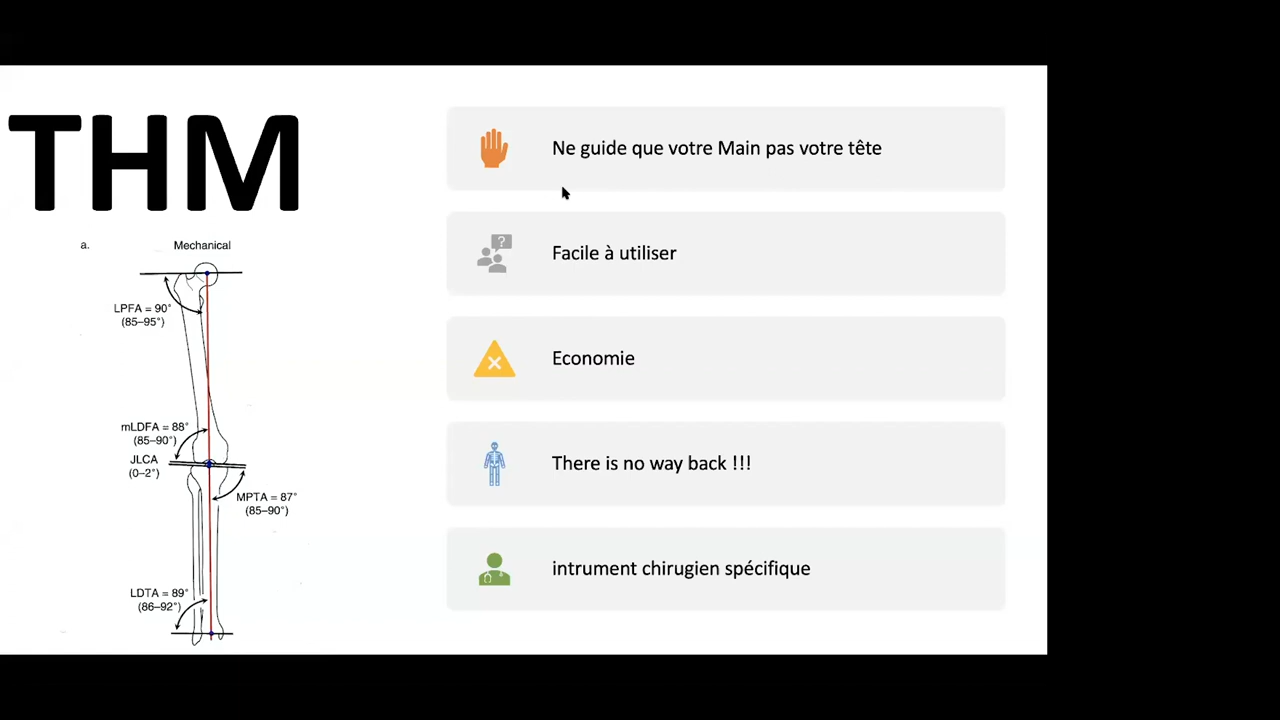 THM
a.
Mechanical
LPFA = 90°
(85–95°)
mLDFA = 88°
(85–90°)
JLCA
(0–2°)
MPTA = 87°
(85–90°)
LDTA = 89°
(86–92°)
Ne guide que votre Main pas votre tête
?
Facile à utiliser
Economie
There is no way back !!!
intrument chirugien spécifique